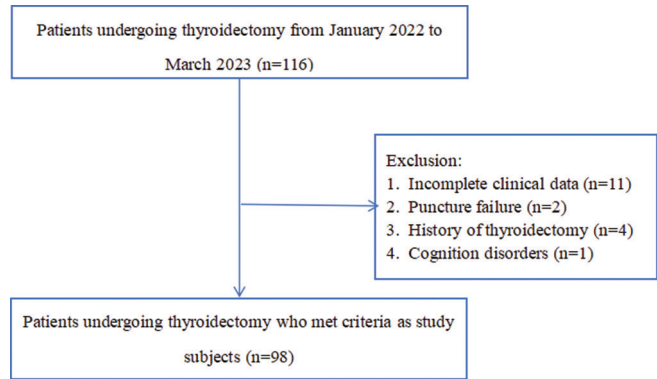 Patients undergoing thyroidectomy from January 2022 to
March 2023 (n=116)
Exclusion:
1. Incomplete clinical data (n=11)
2. Puncture failure (n=2)
3. History of thyroidectomy (n=4)
4. Cognition disorders (n=1)
Patients undergoing thyroidectomy who met criteria as study
subjects (n=98)